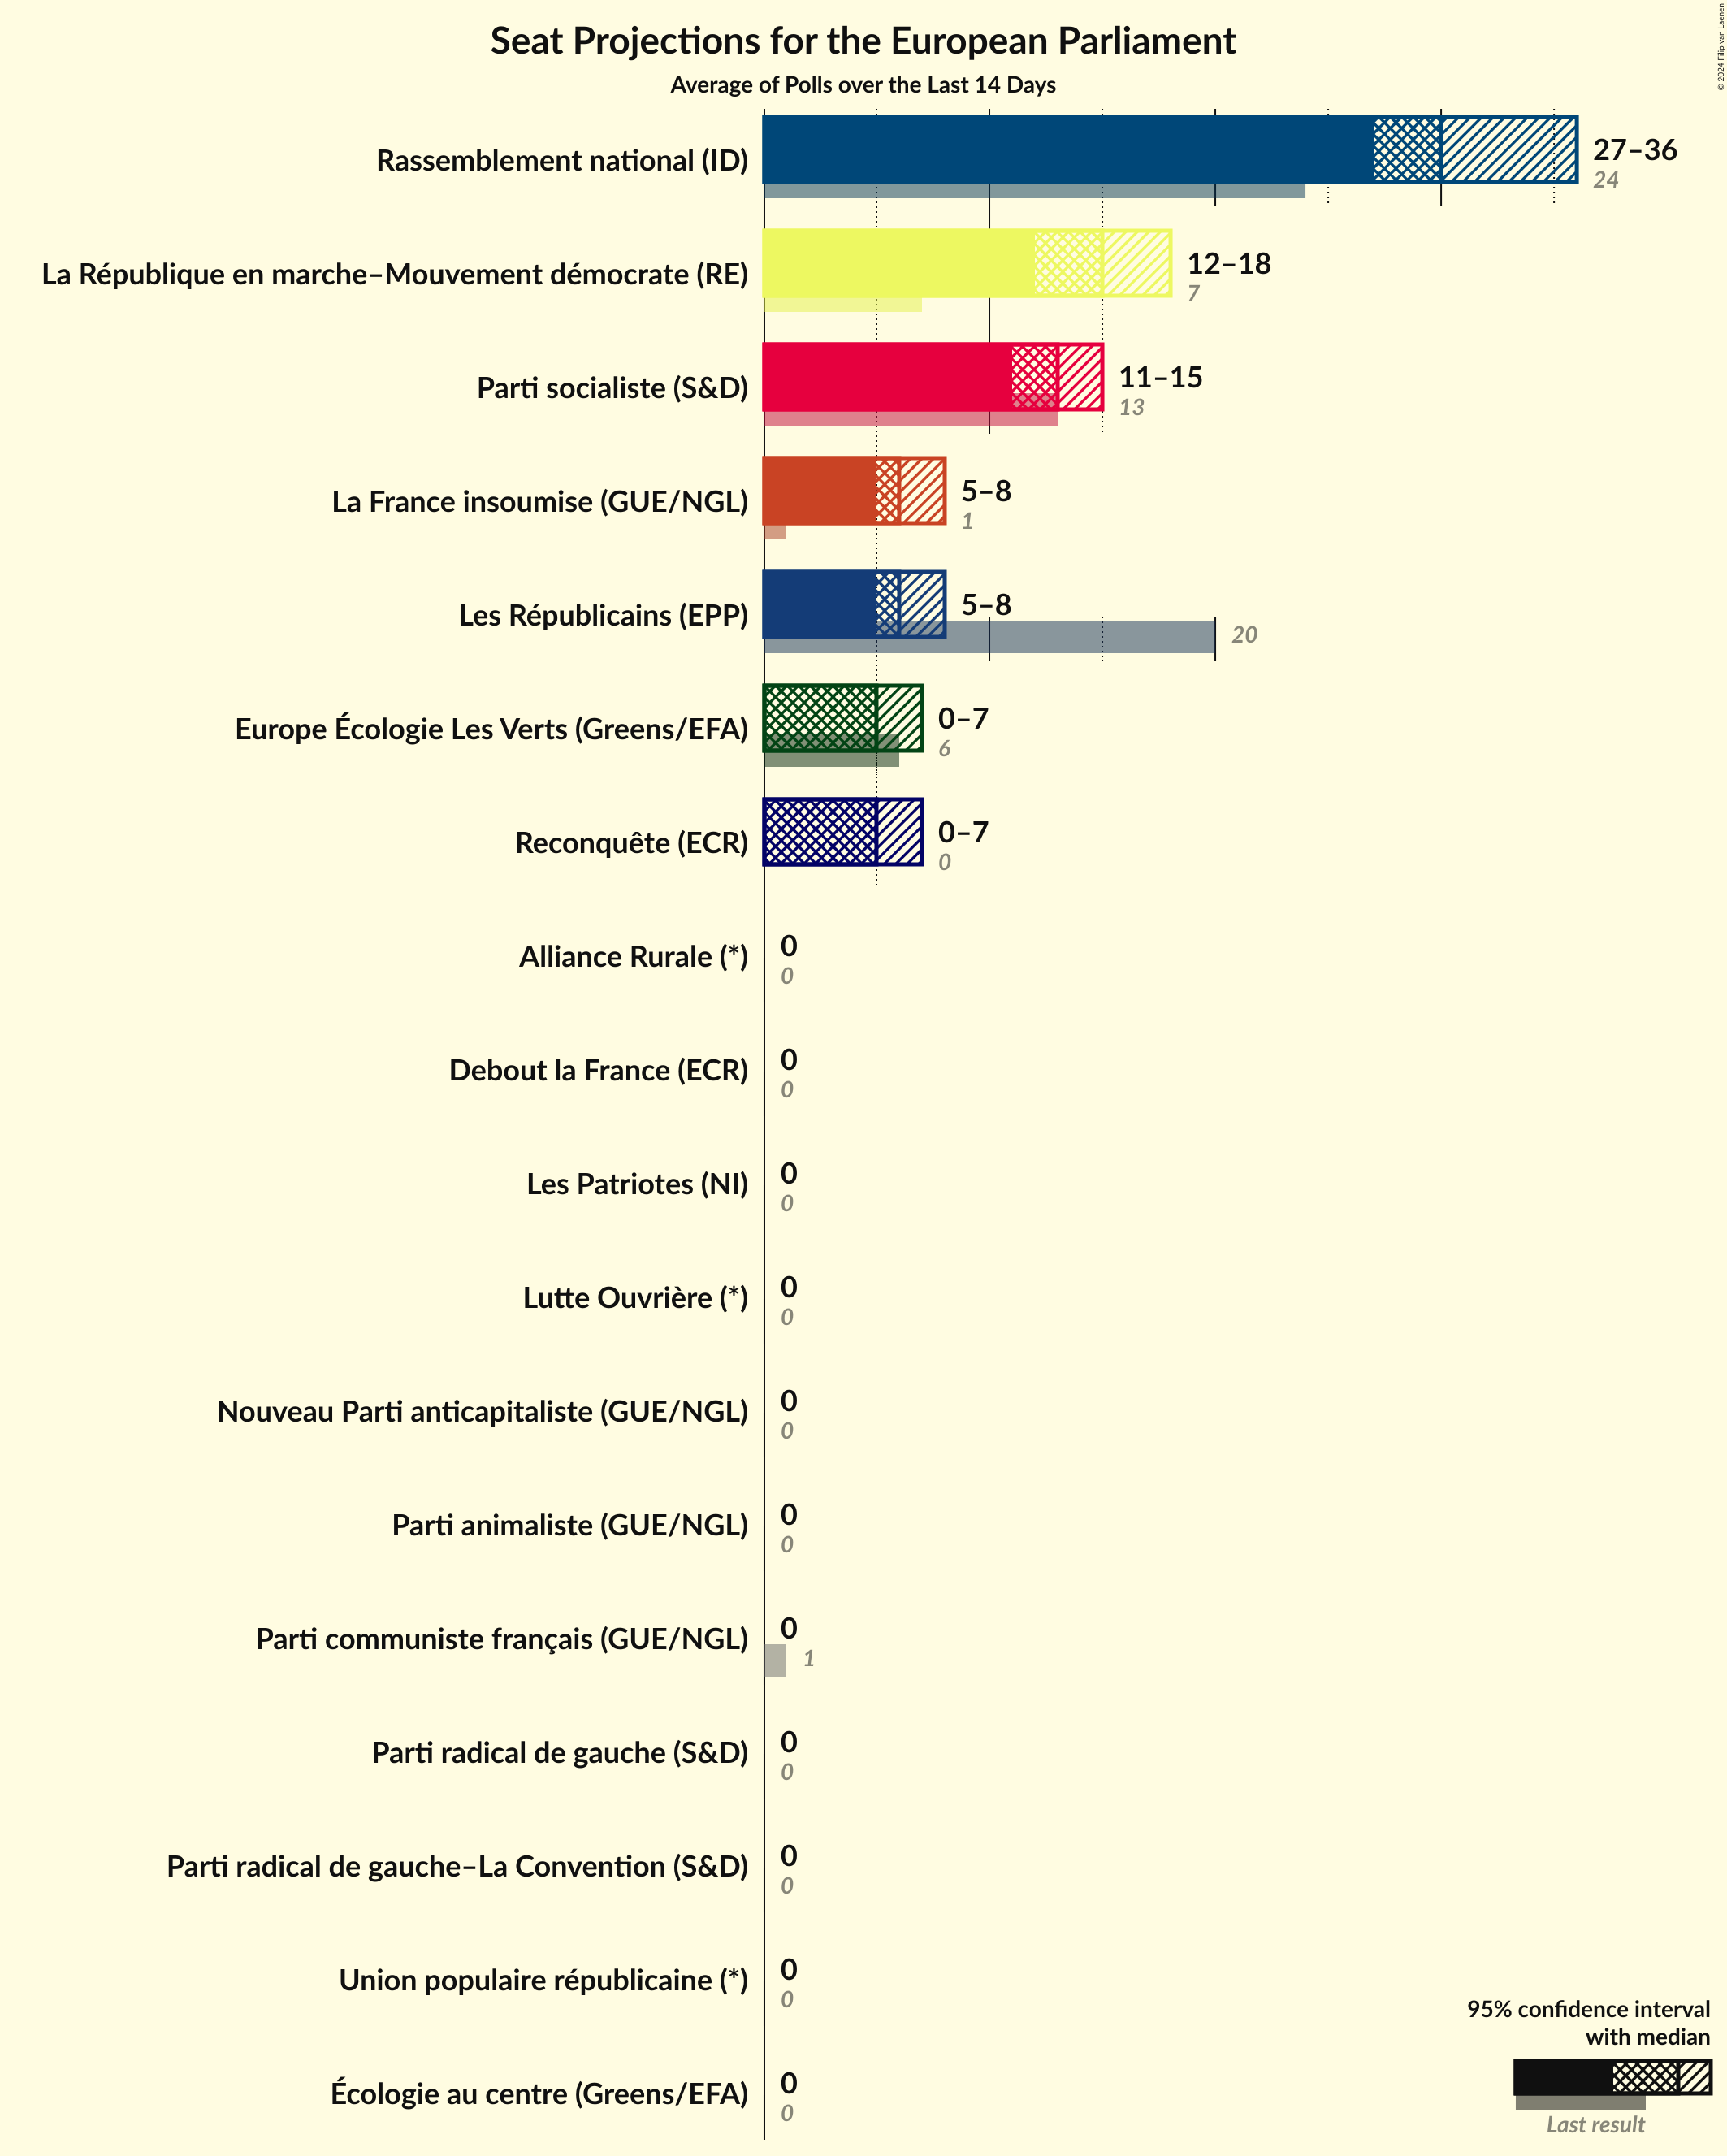 Seat Projections for the European Parliament
Average of Polls over the Last 14 Days
© 2024 Filip van Laenen
Rassemblement national (ID)
27–36
24
La République en marche–Mouvement démocrate (RE)
12–18
7
Parti socialiste (S&D)
11–15
13
La France insoumise (GUE/NGL)
5–8
1
Les Républicains (EPP)
5–8
20
Europe Écologie Les Verts (Greens/EFA)
0–7
6
Reconquête (ECR)
0–7
0
Alliance Rurale (*)
0
0
Debout la France (ECR)
0
0
Les Patriotes (NI)
0
0
Lutte Ouvrière (*)
0
0
Nouveau Parti anticapitaliste (GUE/NGL)
0
0
Parti animaliste (GUE/NGL)
0
0
Parti communiste français (GUE/NGL)
0
1
Parti radical de gauche (S&D)
0
0
Parti radical de gauche–La Convention (S&D)
0
0
Union populaire républicaine (*)
0
0
Écologie au centre (Greens/EFA)
0
0
95% confidence interval
with median
Last result